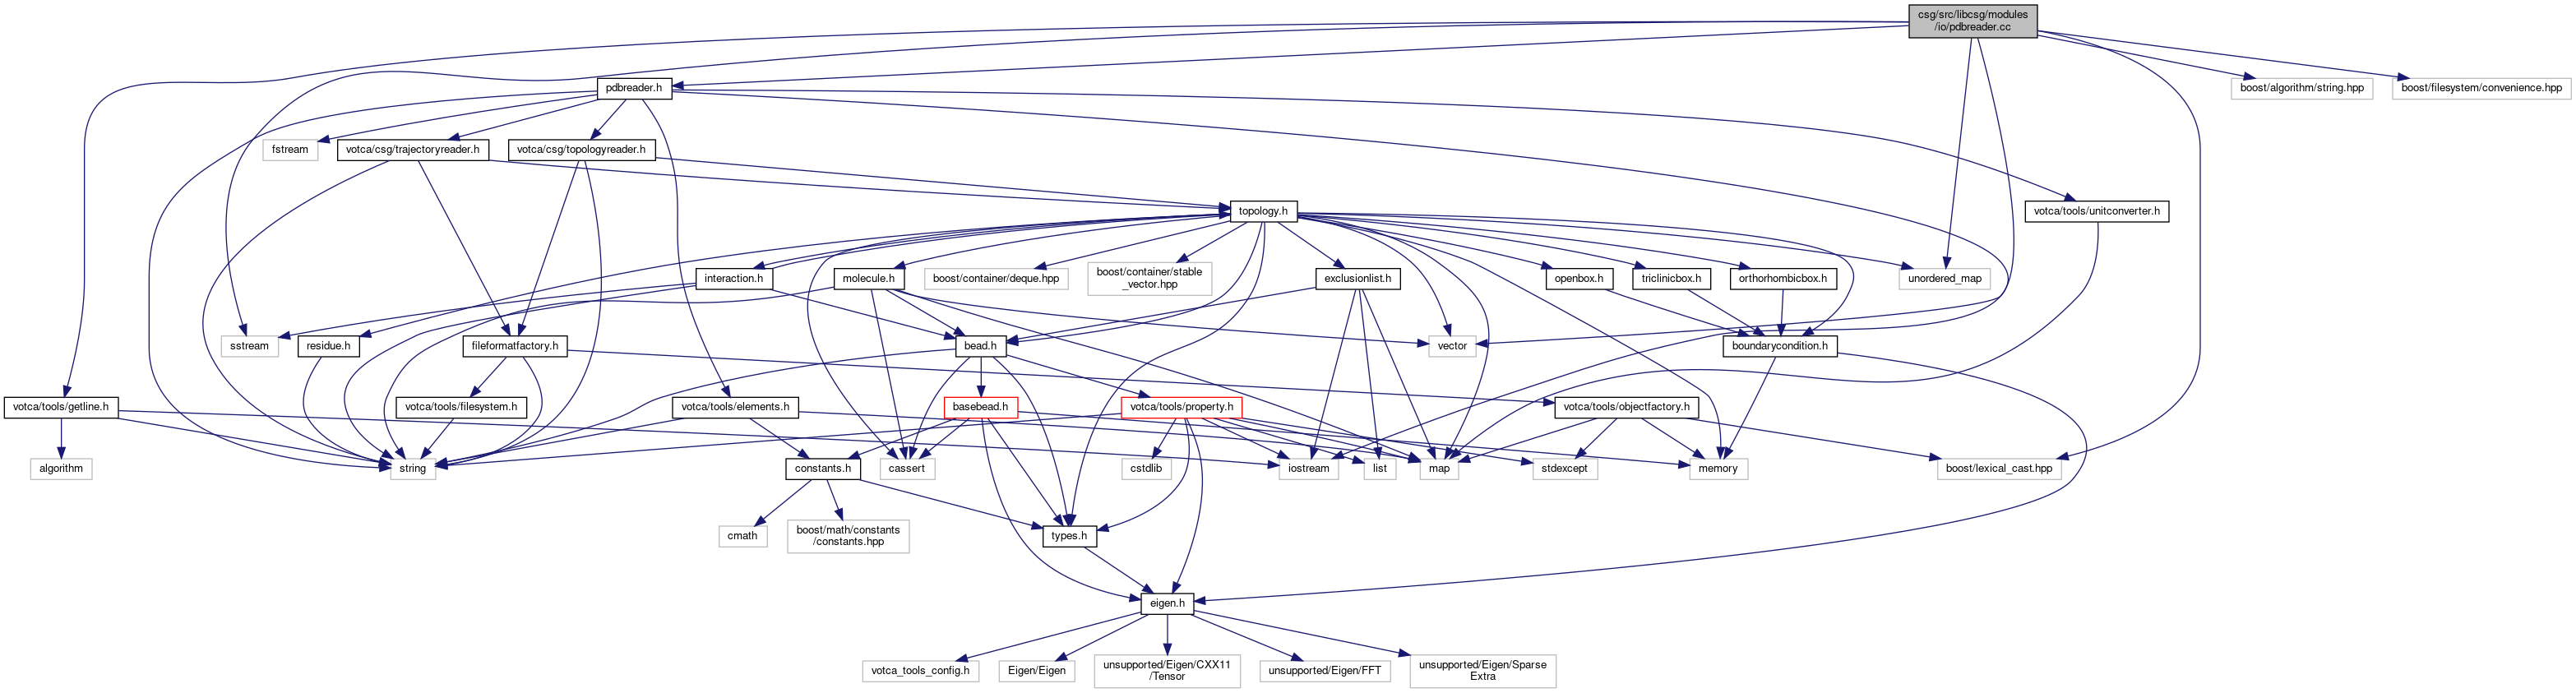 csg/src/libcsg/modules
/io/pdbreader.cc
pdbreader.h
boost/algorithm/string.hpp
boost/filesystem/convenience.hpp
fstream
votca/csg/trajectoryreader.h
votca/csg/topologyreader.h
topology.h
votca/tools/unitconverter.h
interaction.h
molecule.h
boost/container/deque.hpp
boost/container/stable
_vector.hpp
exclusionlist.h
openbox.h
triclinicbox.h
orthorhombicbox.h
unordered_map
sstream
residue.h
fileformatfactory.h
bead.h
vector
boundarycondition.h
votca/tools/getline.h
votca/tools/filesystem.h
votca/tools/elements.h
basebead.h
votca/tools/property.h
votca/tools/objectfactory.h
algorithm
string
constants.h
cassert
cstdlib
iostream
list
map
stdexcept
memory
boost/lexical_cast.hpp
cmath
boost/math/constants
/constants.hpp
types.h
eigen.h
votca_tools_config.h
Eigen/Eigen
unsupported/Eigen/CXX11
/Tensor
unsupported/Eigen/FFT
unsupported/Eigen/Sparse
Extra